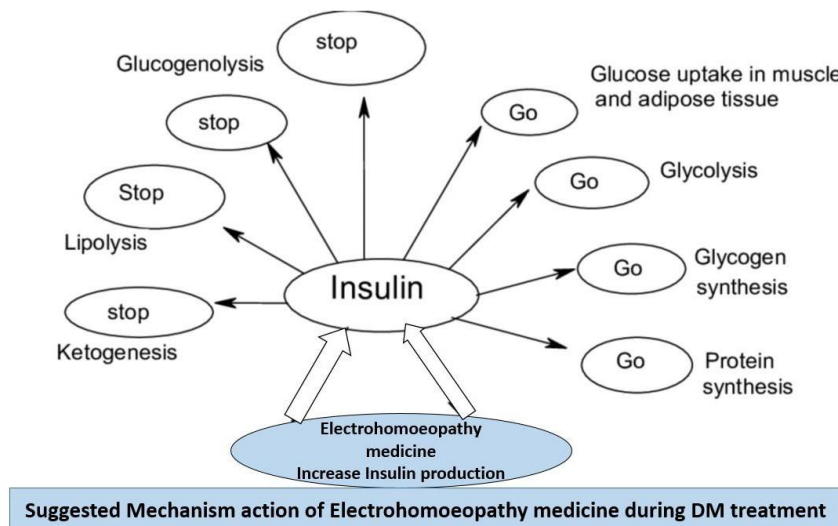 stop
Glucogenolysis
stop
Stop
Lipolysis
stop
Ketogenesis
Insulin
Go
Glucose uptake in muscle
and adipose tissue
Go
Glycolysis
Go
Glycogen
synthesis
Go
Protein
synthesis
Electrohomoeopathy
medicine
Increase Insulin production
Suggested Mechanism action of Electrohomoeopathy medicine during DM treatment